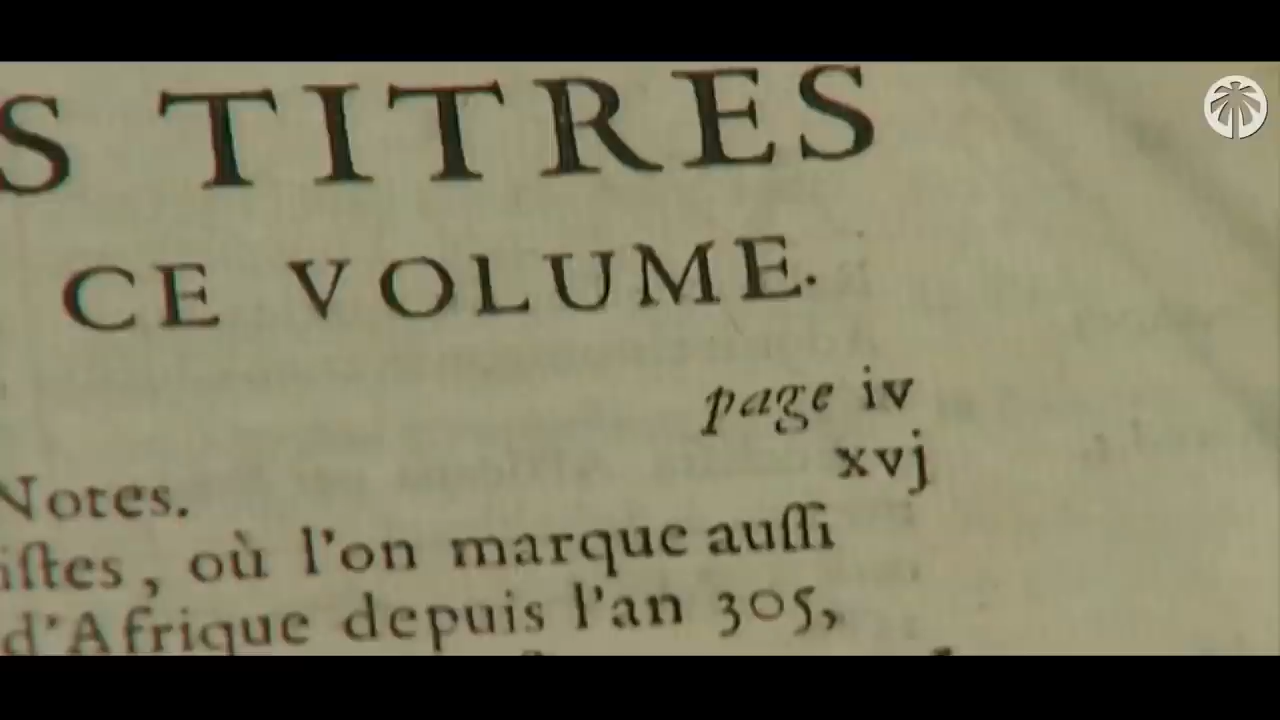 S TITRES
CE VOLUME.
page iv
xvj
Notes.
iſtes, où l'on marque auſſi
d'Afrique depuis l'an 305,